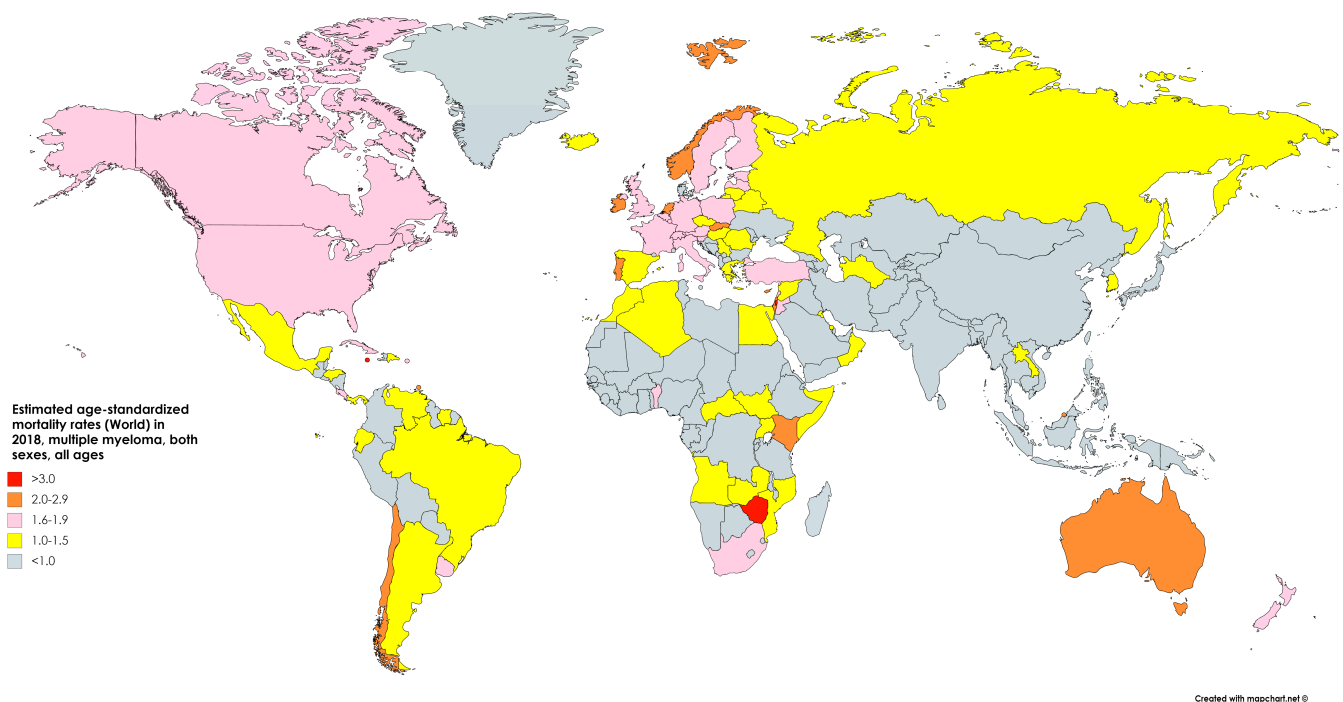 Estimated age-standardized
mortality rates (World) in
2018, multiple myeloma, both
sexes, all ages
>3.0
2.0-2.9
1.6-1.9
1.0-1.5
<1.0
Created with mapchart.net ©